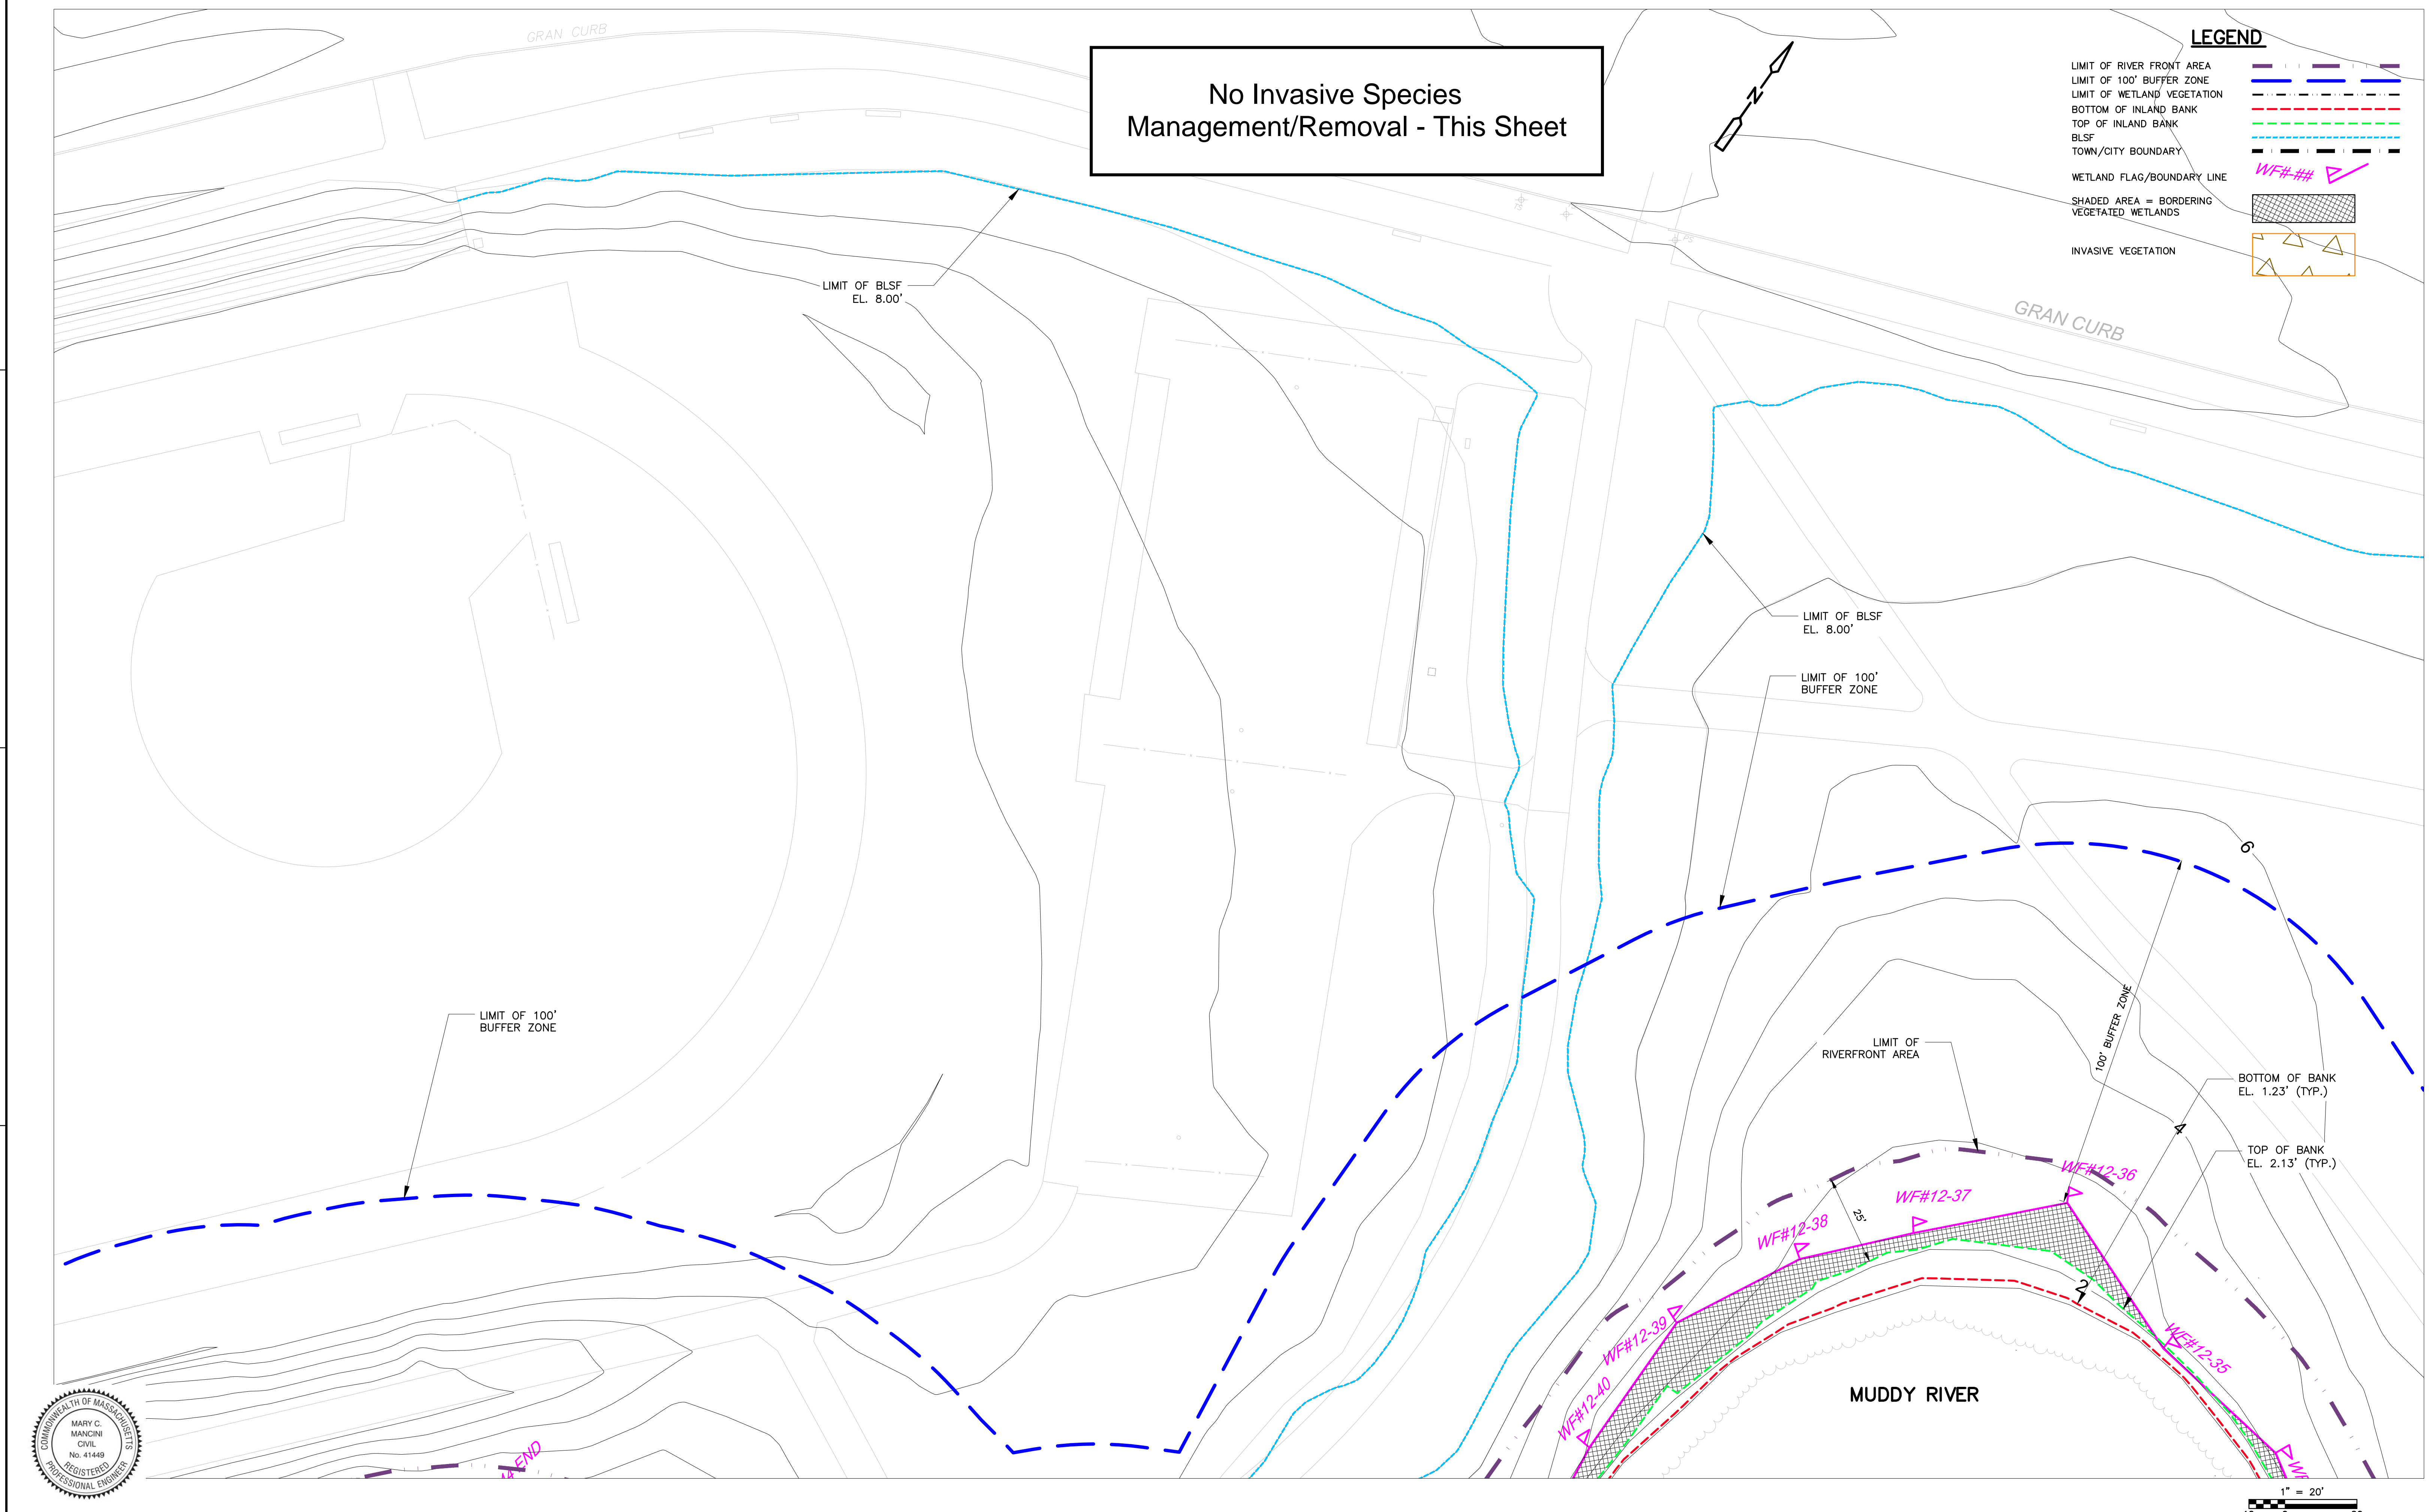 GRAN CURB
No Invasive Species
Management/Removal - This Sheet
N
LEGEND
LIMIT OF RIVER FRONT AREA
LIMIT OF 100' BUFFER ZONE
LIMIT OF WETLAND VEGETATION
BOTTOM OF INLAND BANK
TOP OF INLAND BANK
BLSF
TOWN/CITY BOUNDARY
WETLAND FLAG/BOUNDARY LINE
WF#-##
SHADED AREA = BORDERING
VEGETATED WETLANDS
INVASIVE VEGETATION
GRAN CURB
LIMIT OF BLSF
EL. 8.00'
LIMIT OF BLSF
EL. 8.00'
LIMIT OF 100'
BUFFER ZONE
6
LIMIT OF 100'
BUFFER ZONE
100' BUFFER ZONE
LIMIT OF
RIVERFRONT AREA
BOTTOM OF BANK
EL. 1.23' (TYP.)
4
TOP OF BANK
EL. 2.13' (TYP.)
WF#12-36
WF#12-37
25'
WF#12-38
2
WF#12-39
WF#12-35
WF#12-40
MUDDY RIVER
COMMONWEALTH OF MASSACHUSETTS
MARY C.
MANCINI
CIVIL
No. 41449
REGISTERED
PROFESSIONAL ENGINEER
END
1" = 20'